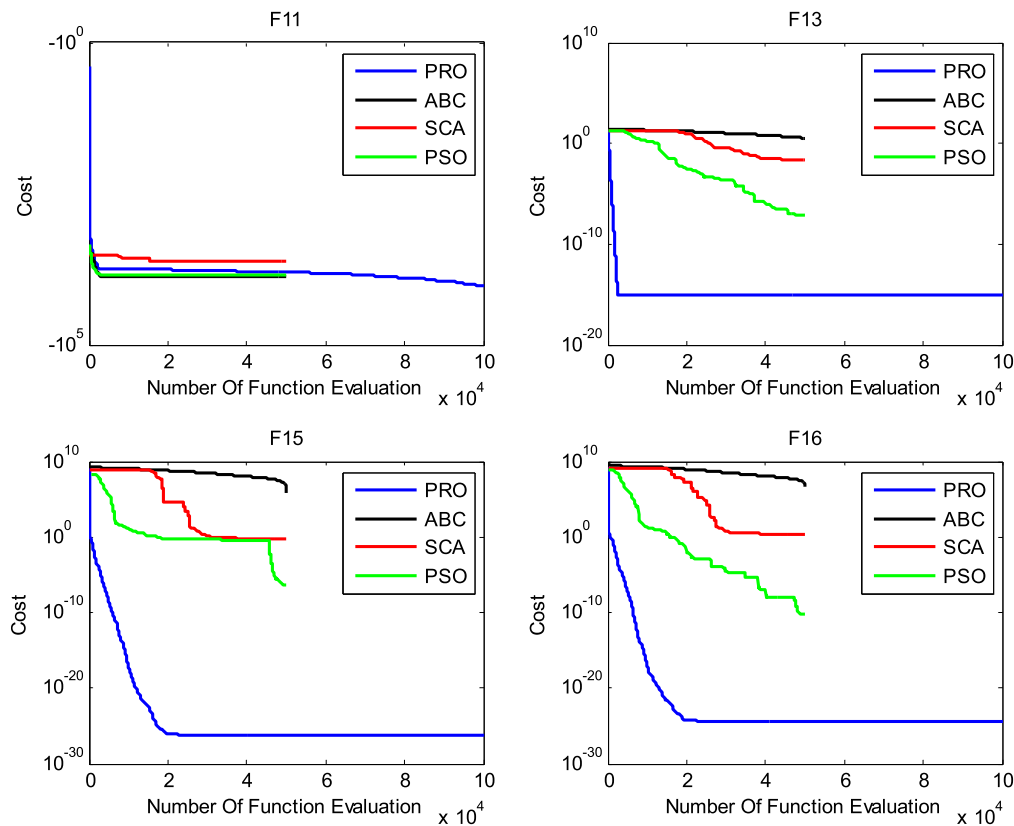 F11
-10^0
-10^5
Cost
0 2 4 6 8 10
Number Of Function Evaluation
x 10^4
PRO
ABC
SCA
PSO
F13
10^10
10^0
10^-10
10^-20
Cost
0 2 4 6 8 10
Number Of Function Evaluation
x 10^4
PRO
ABC
SCA
PSO
F15
10^10
10^0
10^-10
10^-20
10^-30
Cost
0 2 4 6 8 10
Number Of Function Evaluation
x 10^4
PRO
ABC
SCA
PSO
F16
10^10
10^0
10^-10
10^-20
10^-30
Cost
0 2 4 6 8 10
Number Of Function Evaluation
x 10^4
PRO
ABC
SCA
PSO